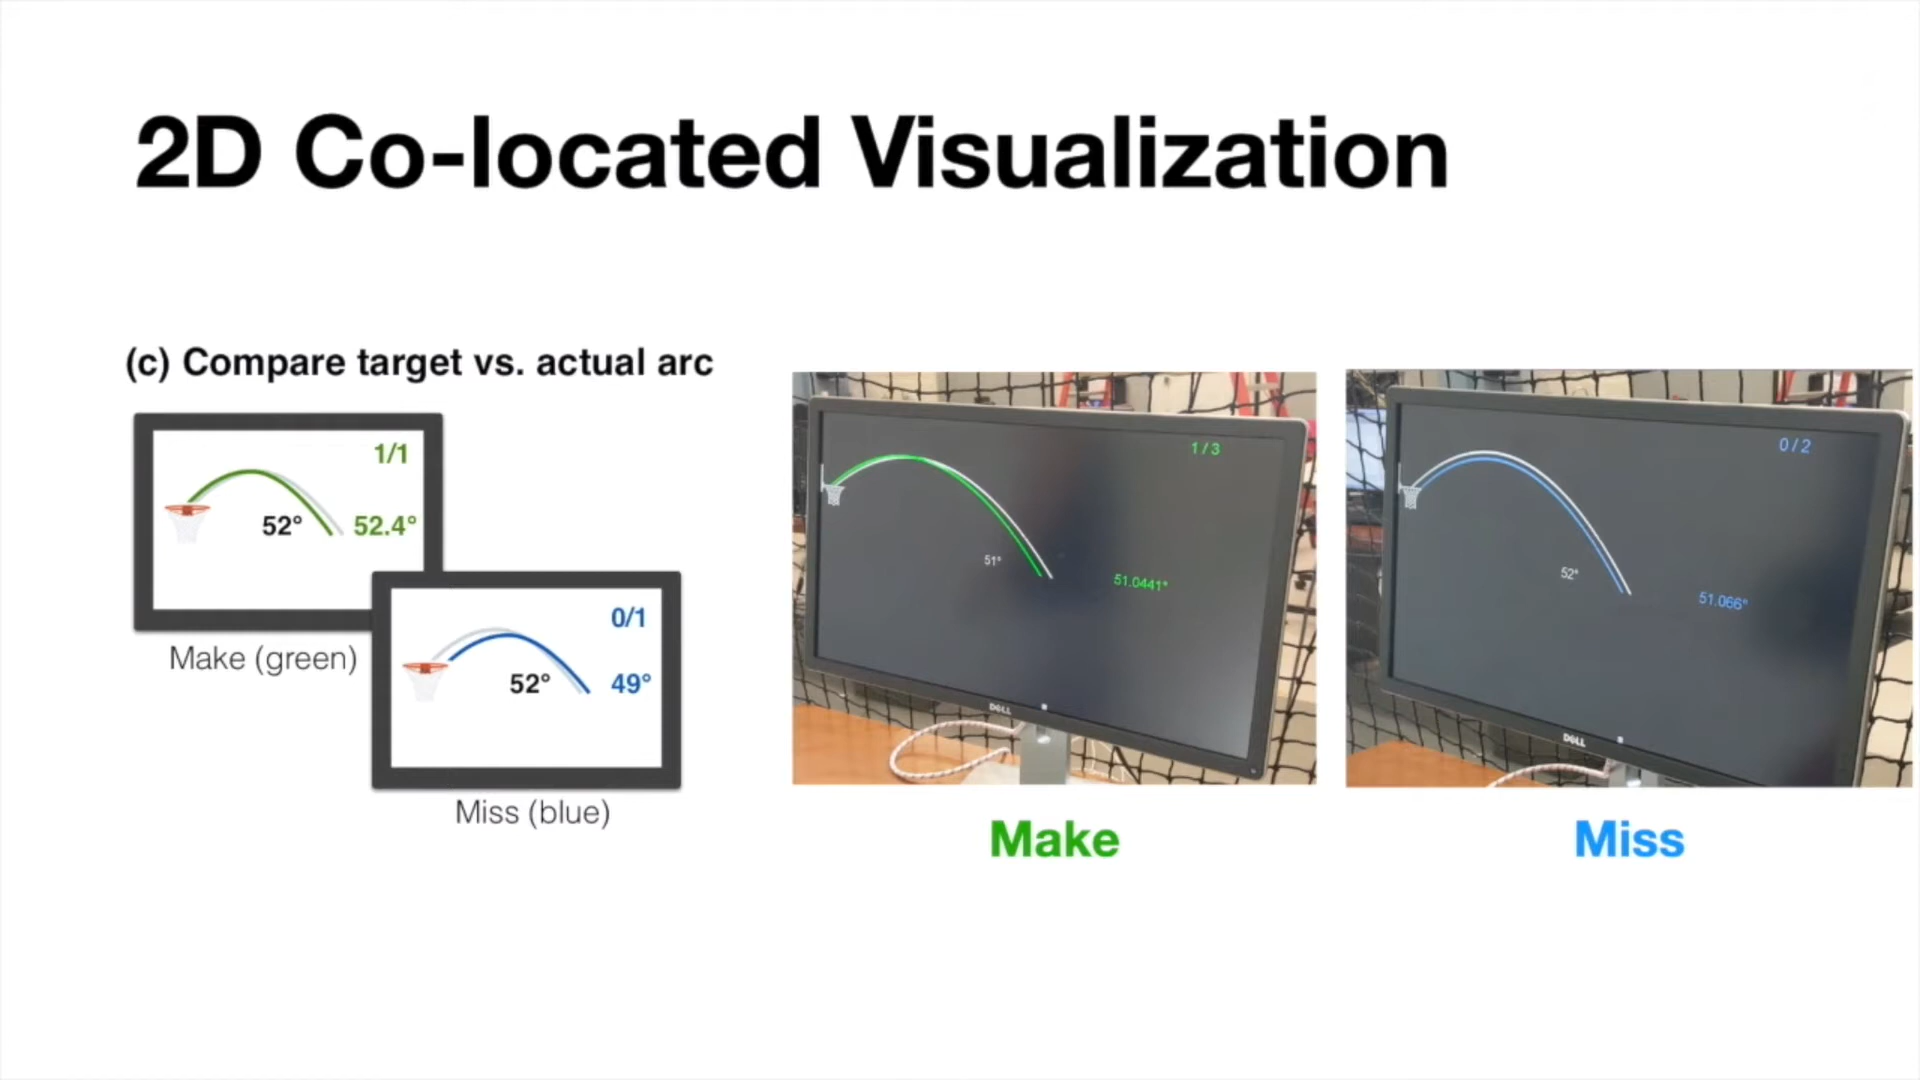 2D Co-located Visualization
(c) Compare target vs. actual arc
1/1
52° 52.4°
Make (green)
0/1
52° 49°
Miss (blue)
1/3
51°
51.0441°
DELL
Make
0/2
52°
51.066°
DELL
Miss